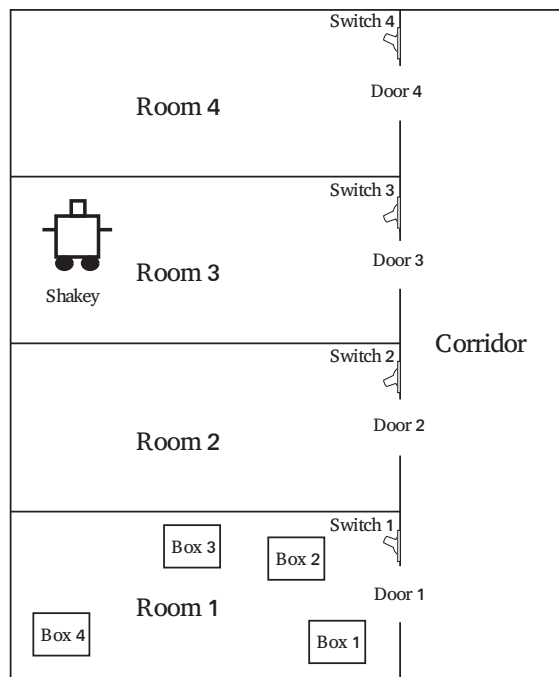 Switch 4
Door 4
Room 4
Switch 3
Door 3
Room 3
Shakey
Corridor
Switch 2
Door 2
Room 2
Switch 1
Box 3
Box 2
Door 1
Room 1
Box 4
Box 1